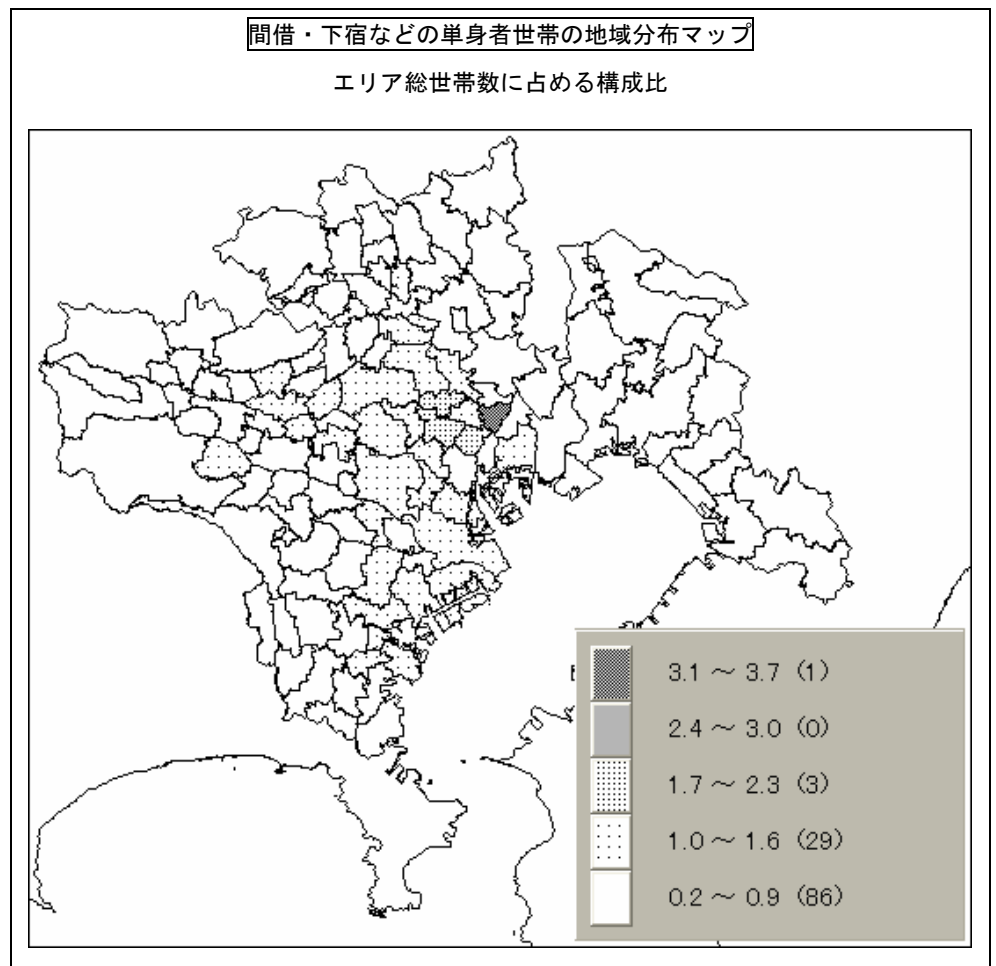 間借・下宿などの単身者世帯の地域分布マップ
エリア総世帯数に占める構成比
3.1 ～ 3.7 (1)
2.4 ～ 3.0 (0)
1.7 ～ 2.3 (3)
1.0 ～ 1.6 (29)
0.2 ～ 0.9 (86)